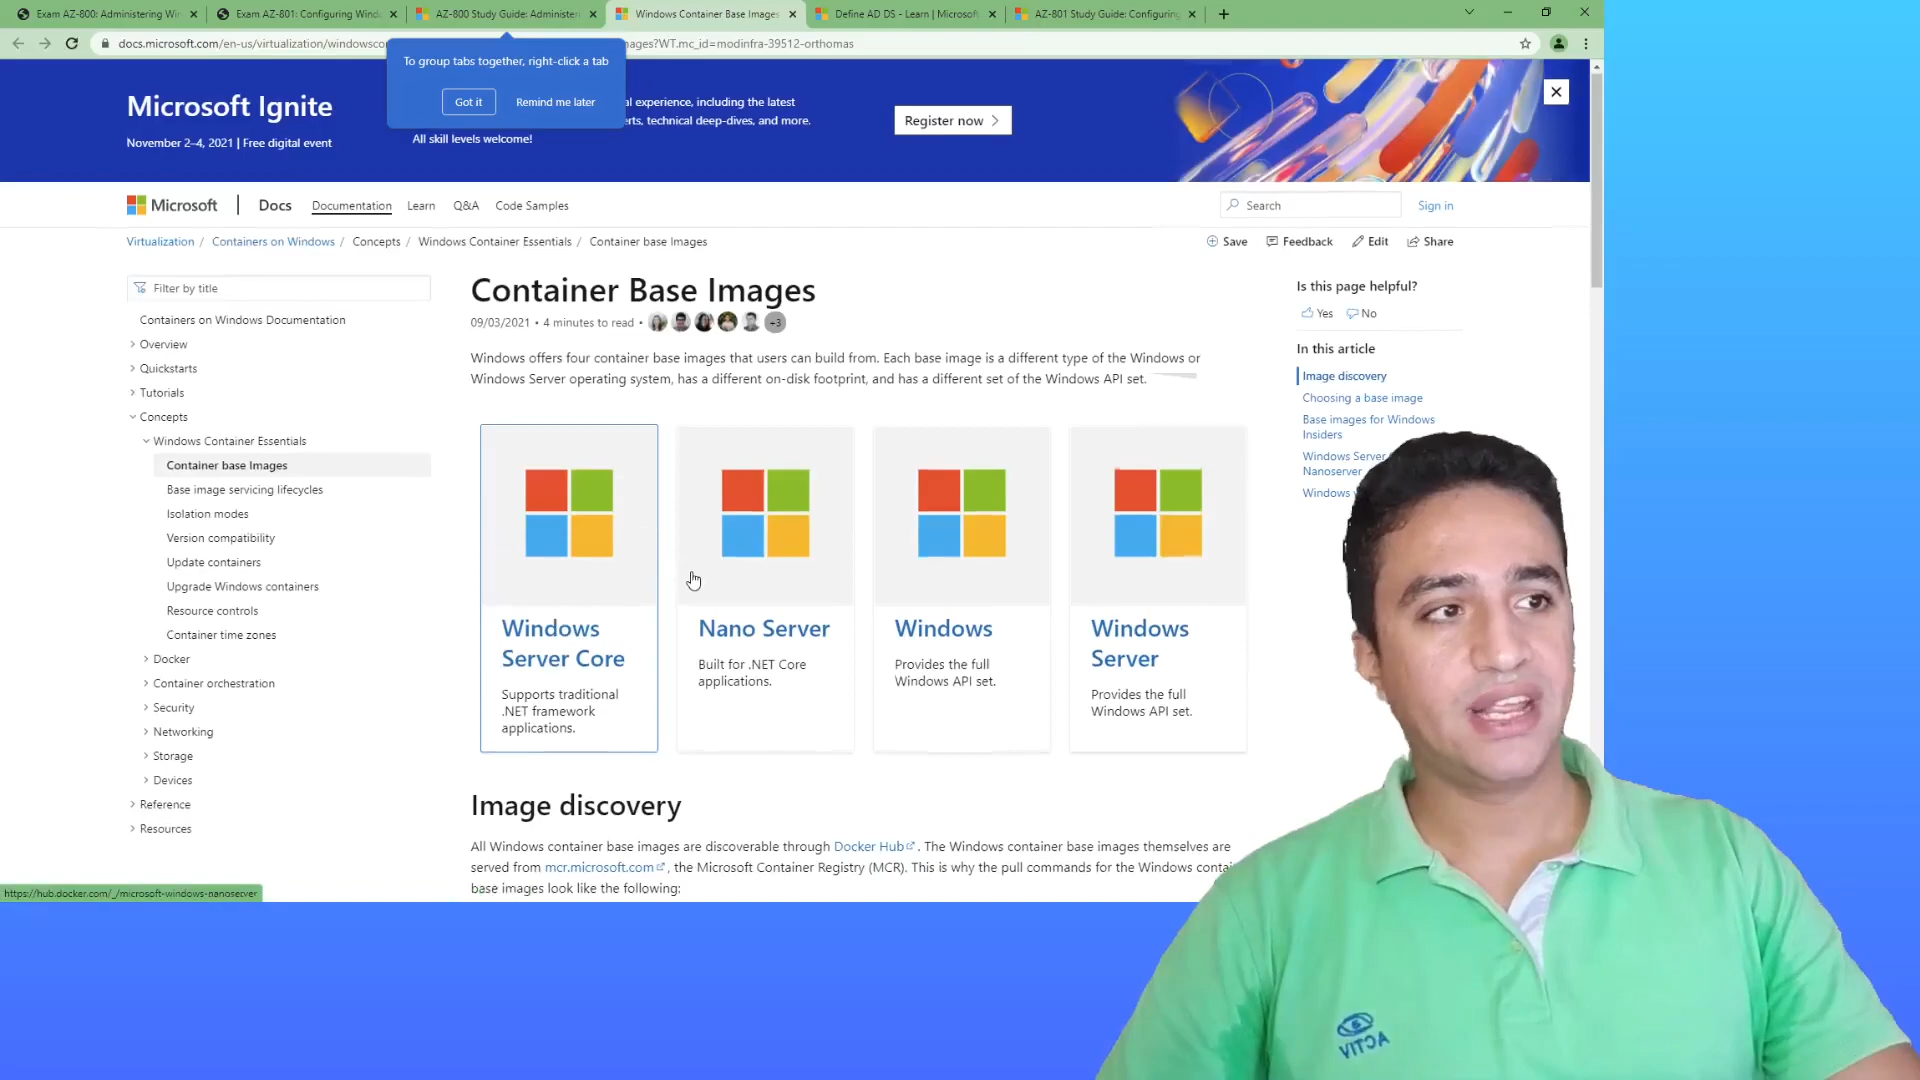 Exam AZ-800: Administering Win
Exam AZ-801: Configuring Windo
AZ-800 Study Guide: Administeri
Windows Container Base Images
Define AD DS - Learn | Microsoft
AZ-801 Study Guide: Configuring
docs.microsoft.com/en-us/virtualization/windowscon
mages?WT.mc_id=modinfra-39512-orthomas
To group tabs together, right-click a tab
Got it
Remind me later
Microsoft Ignite
November 2–4, 2021 | Free digital event
al experience, including the latest
erts, technical deep-dives, and more.
All skill levels welcome!
Register now
Microsoft
Docs
Documentation
Learn
Q&A
Code Samples
Search
Sign in
Virtualization / Containers on Windows / Concepts / Windows Container Essentials / Container base Images
Save
Feedback
Edit
Share
Filter by title
Containers on Windows Documentation
Overview
Quickstarts
Tutorials
Concepts
Windows Container Essentials
Container base Images
Base image servicing lifecycles
Isolation modes
Version compatibility
Update containers
Upgrade Windows containers
Resource controls
Container time zones
Docker
Container orchestration
Security
Networking
Storage
Devices
Reference
Resources
Container Base Images
09/03/2021 • 4 minutes to read •
+3
Windows offers four container base images that users can build from. Each base image is a different type of the Windows or
Windows Server operating system, has a different on-disk footprint, and has a different set of the Windows API set.
Windows
Server Core
Supports traditional
.NET framework
applications.
Nano Server
Built for .NET Core
applications.
Windows
Provides the full
Windows API set.
Windows
Server
Provides the full
Windows API set.
Image discovery
All Windows container base images are discoverable through Docker Hub. The Windows container base images themselves are
served from mcr.microsoft.com, the Microsoft Container Registry (MCR). This is why the pull commands for the Windows contai
base images look like the following:
Is this page helpful?
Yes
No
In this article
Image discovery
Choosing a base image
Base images for Windows
Insiders
Windows Server
Nanoserver
Windows
https://hub.docker.com/_/microsoft-windows-nanoserver
ACTIV